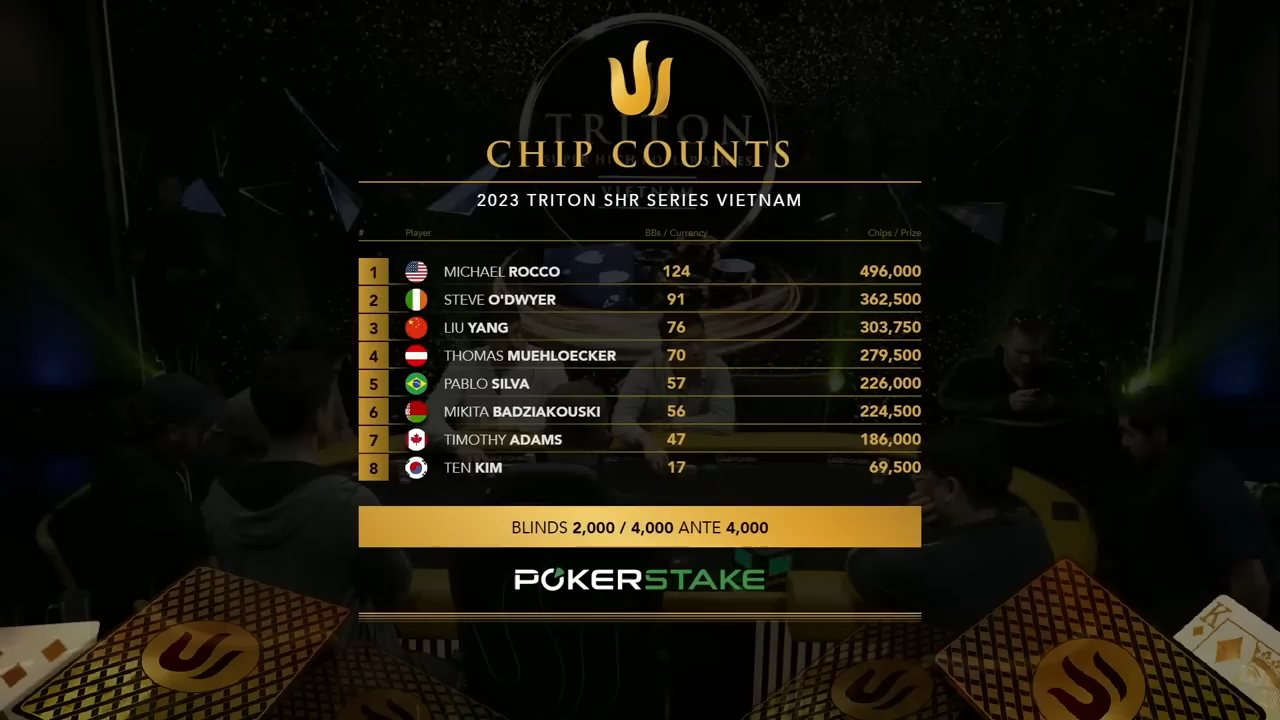 TRITON
CHIP COUNTS
VIETNAM
2023 TRITON SHR SERIES VIETNAM
# Player BBs / Currency Chips / Prize
1 MICHAEL ROCCO 124 496,000
2 STEVE O'DWYER 91 362,500
3 LIU YANG 76 303,750
4 THOMAS MUEHLOECKER 70 279,500
5 PABLO SILVA 57 226,000
6 MIKITA BADZIAKOUSKI 56 224,500
7 TIMOTHY ADAMS 47 186,000
8 TEN KIM 17 69,500
BLINDS 2,000 / 4,000 ANTE 4,000
POKERSTAKE
K